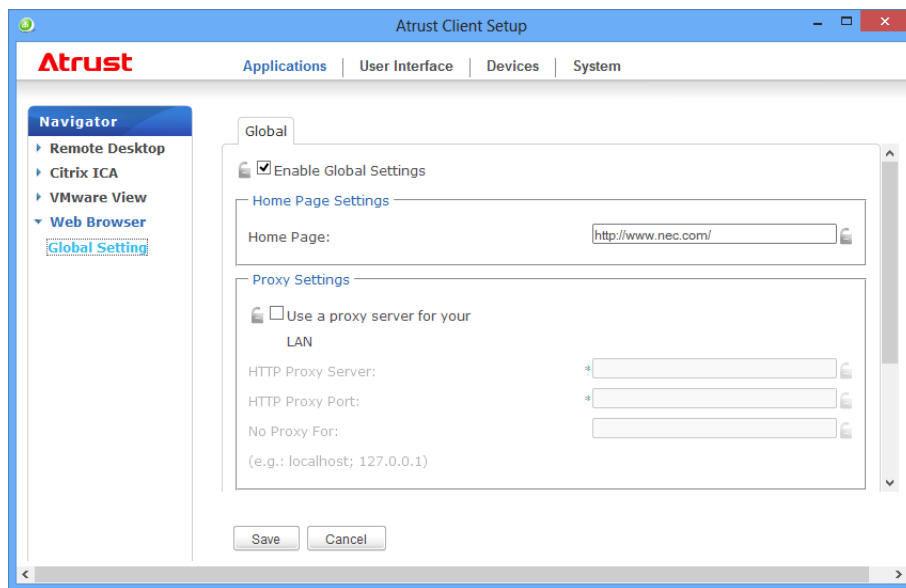 Atrust Client Setup
Atrust
Applications | User Interface | Devices | System
Navigator
Remote Desktop
Citrix ICA
VMware View
Web Browser
Global Setting
Global
Enable Global Settings
Home Page Settings
Home Page: http://www.nec.com/
Proxy Settings
Use a proxy server for your
LAN
HTTP Proxy Server: *
HTTP Proxy Port: *
No Proxy For:
(e.g.: localhost; 127.0.0.1)
Save Cancel